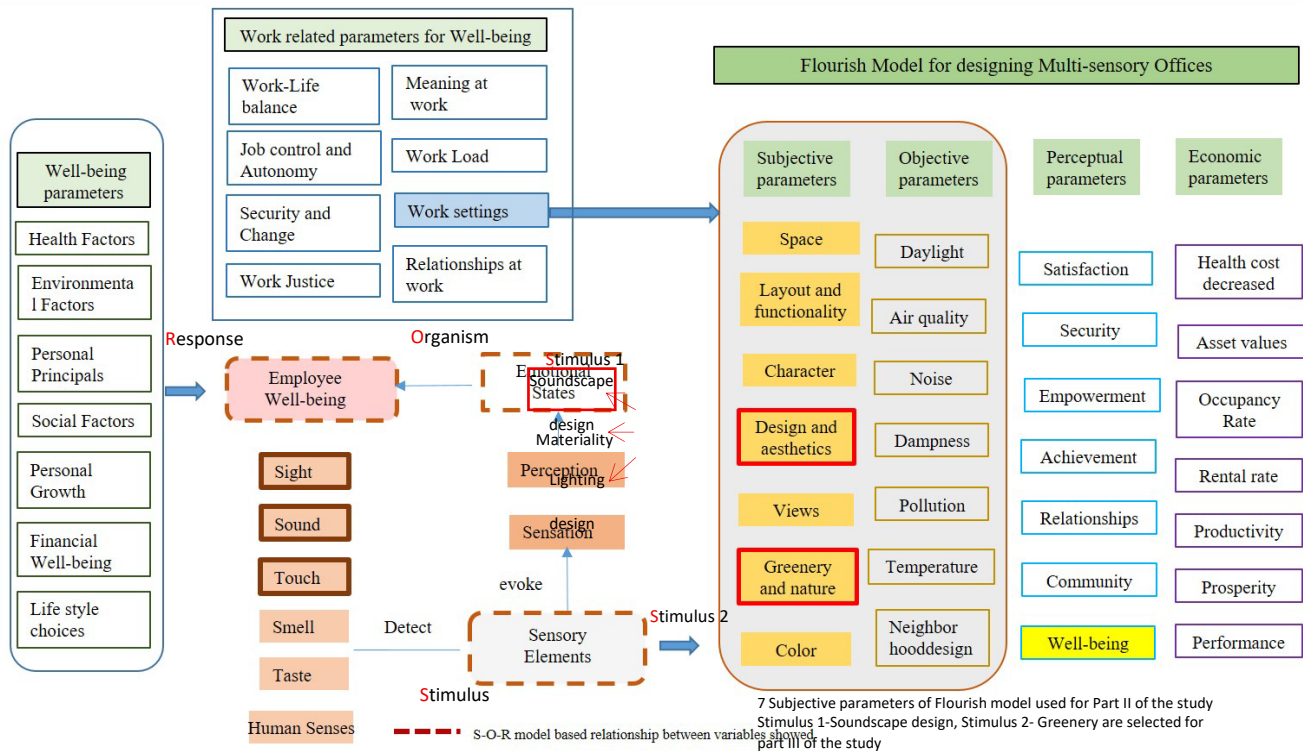 Work related parameters for Well-being
Work-Life
balance
Meaning at
work
Job control and
Autonomy
Work Load
Security and
Change
Work settings
Work Justice
Relationships at
work
Well-being
parameters
Health Factors
Environmenta
l Factors
Personal
Principals
Social Factors
Personal
Growth
Financial
Well-being
Life style
choices
Response
Organism
Employee
Well-being
Stimulus 1
Emotional
Soundscape
States
design
Materiality
Perception
Lighting
design
Sensation
evoke
Sight
Sound
Touch
Smell
Taste
Human Senses
Detect
Sensory
Elements
Stimulus
Stimulus 2
S-O-R model based relationship between variables showed
Flourish Model for designing Multi-sensory Offices
Subjective
parameters
Space
Layout and
functionality
Character
Design and
aesthetics
Views
Greenery
and nature
Color
Objective
parameters
Daylight
Air quality
Noise
Dampness
Pollution
Temperature
Neighbor
hooddesign
Perceptual
parameters
Satisfaction
Security
Empowerment
Achievement
Relationships
Community
Well-being
Economic
parameters
Health cost
decreased
Asset values
Occupancy
Rate
Rental rate
Productivity
Prosperity
Performance
7 Subjective parameters of Flourish model used for Part II of the study
Stimulus 1-Soundscape design, Stimulus 2- Greenery are selected for
part III of the study